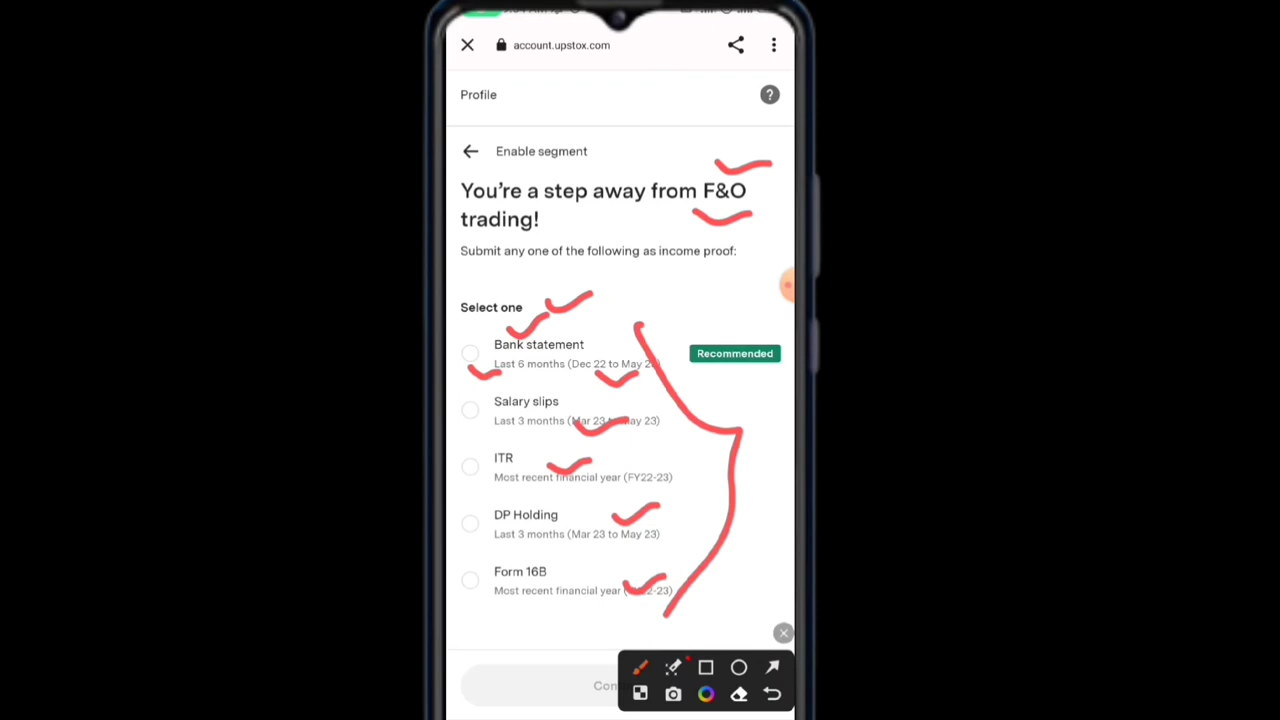 account.upstox.com
Profile
?
Enable segment
You're a step away from F&O
trading!
Submit any one of the following as income proof:
Select one
Bank statement
Last 6 months (Dec 22 to May
Recommended
Salary slips
Last 3 months (Mar 23 to May 23)
ITR
Most recent financial year (FY22-23)
DP Holding
Last 3 months (Mar 23 to May 23)
Form 16B
Most recent financial year